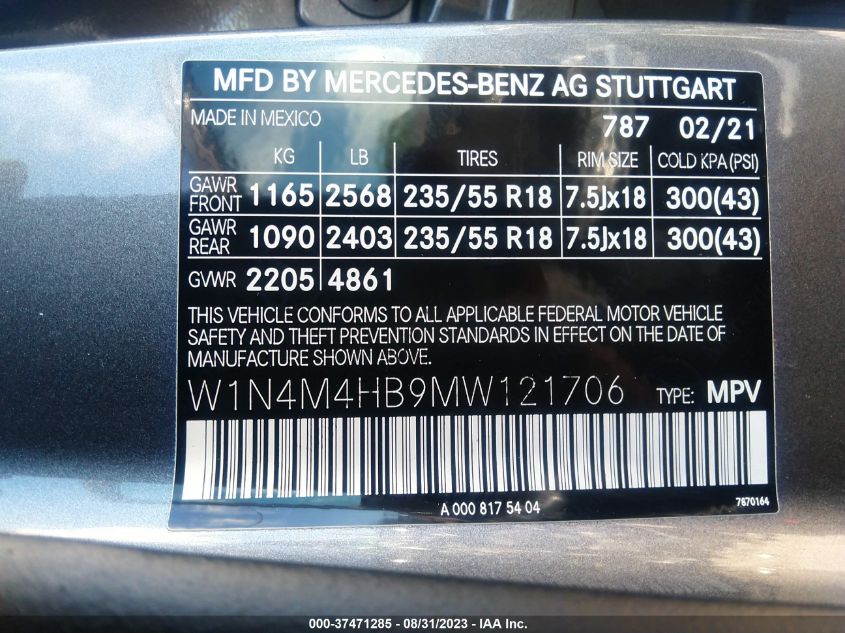 MFD BY MERCEDES-BENZ AG STUTTGART
MADE IN MEXICO 787 02/21
KG LB TIRES RIM SIZE COLD KPA (PSI)
GAWR FRONT 1165 2568 235/55 R18 7.5Jx18 300(43)
GAWR REAR 1090 2403 235/55 R18 7.5Jx18 300(43)
GVWR 2205 4861
THIS VEHICLE CONFORMS TO ALL APPLICABLE FEDERAL MOTOR VEHICLE
SAFETY AND THEFT PREVENTION STANDARDS IN EFFECT ON THE DATE OF
MANUFACTURE SHOWN ABOVE.
W1N4M4HB9MW121706 TYPE: MPV
A 000 817 54 04 7870164
000-37471285 - 08/31/2023 - IAA Inc.